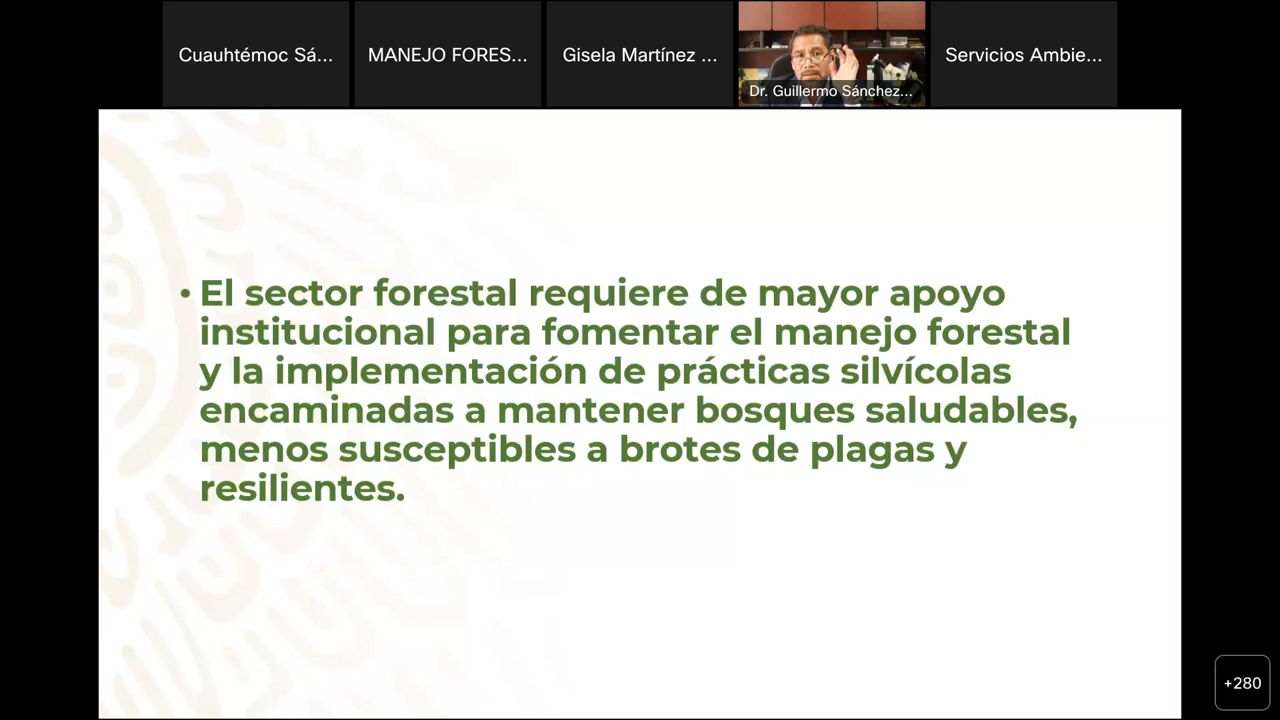 Cuauhtémoc Sá...
MANEJO FORES...
Gisela Martínez ...
Dr. Guillermo Sánchez...
Servicios Ambie...
• El sector forestal requiere de mayor apoyo
institucional para fomentar el manejo forestal
y la implementación de prácticas silvícolas
encaminadas a mantener bosques saludables,
menos susceptibles a brotes de plagas y
resilientes.
+280